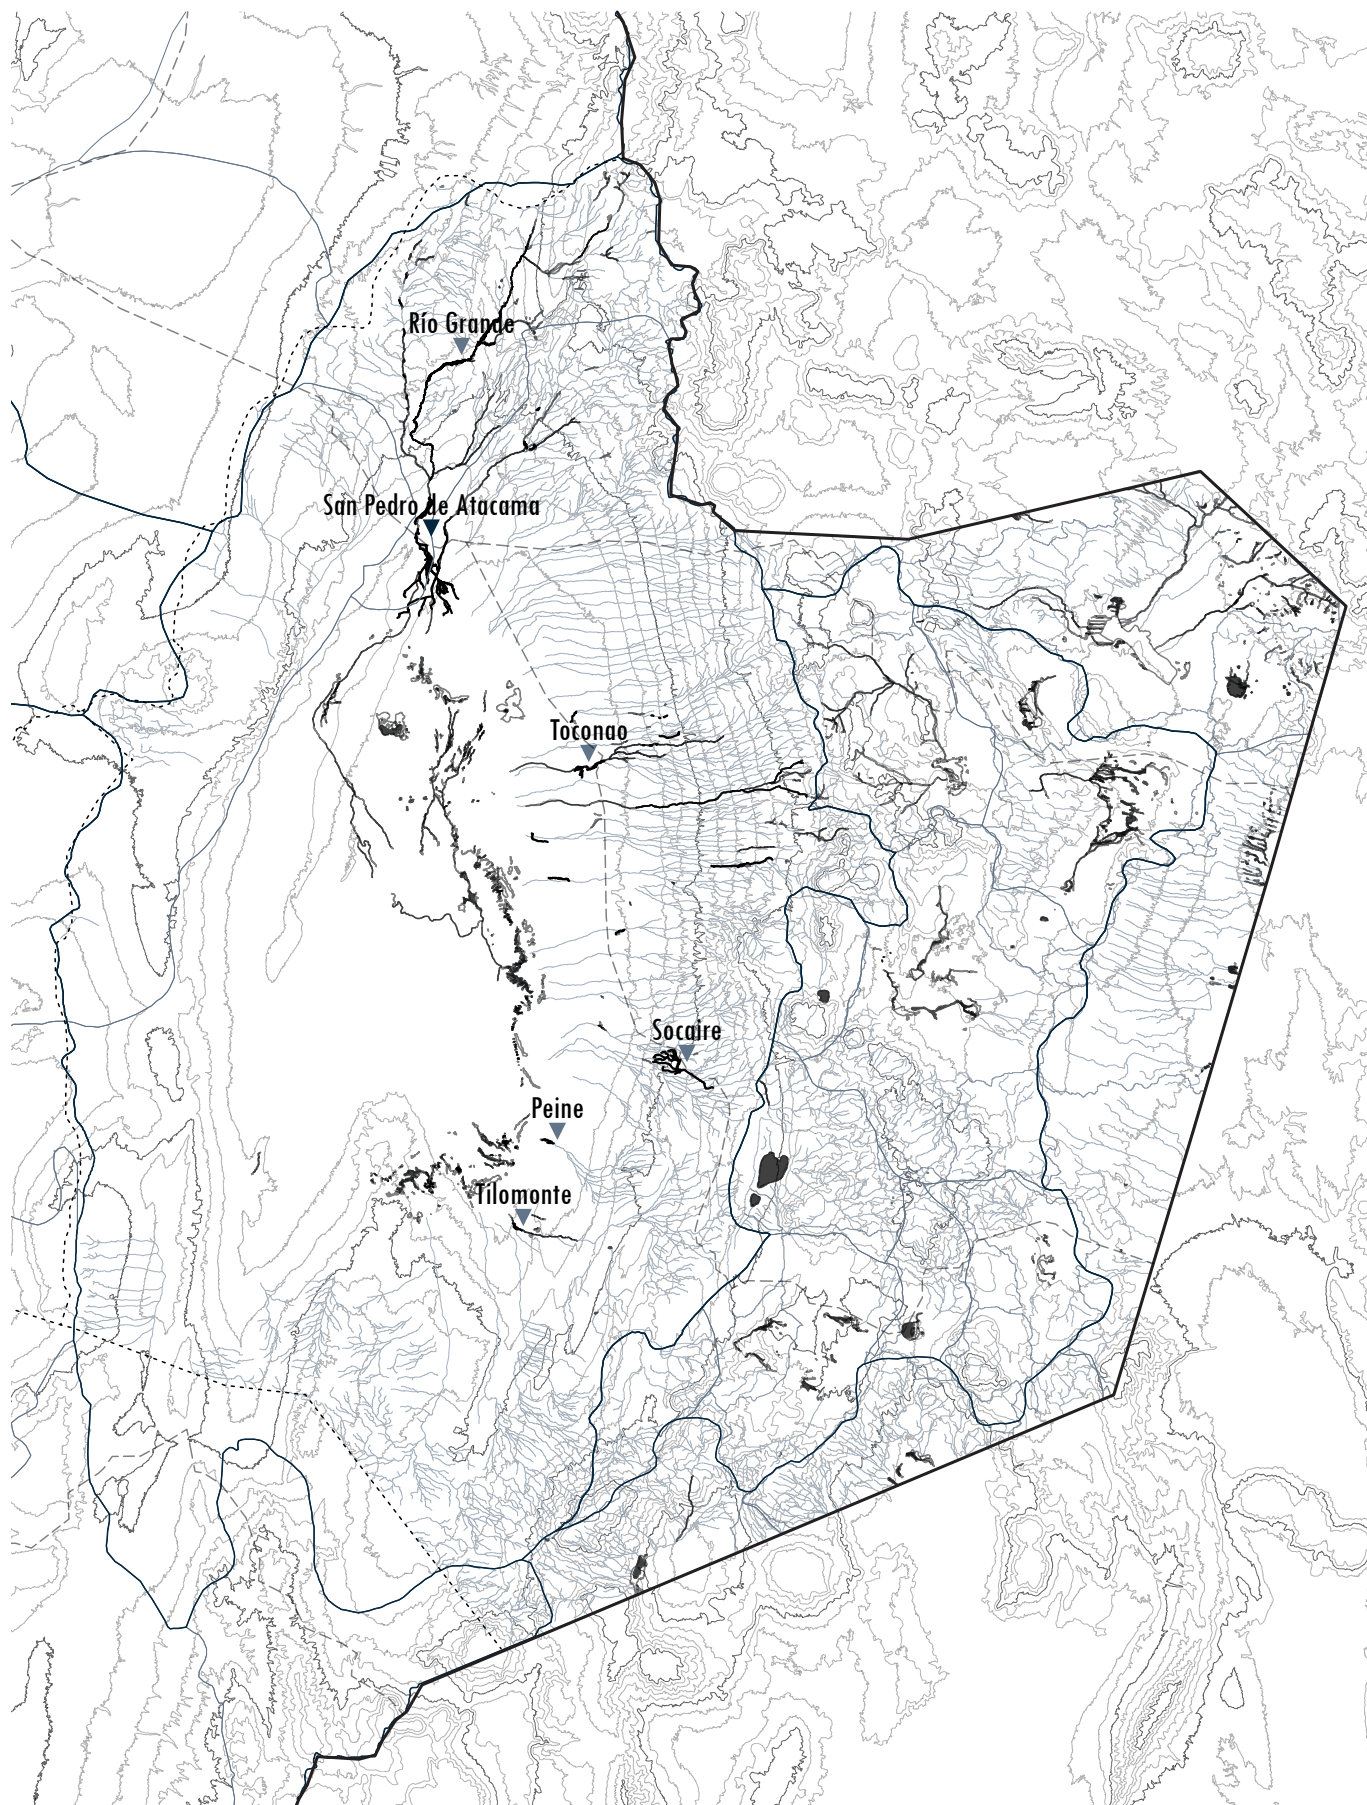 Río Grande
San Pedro de Atacama
Toconao
Socaire
Peine
Tilomonte